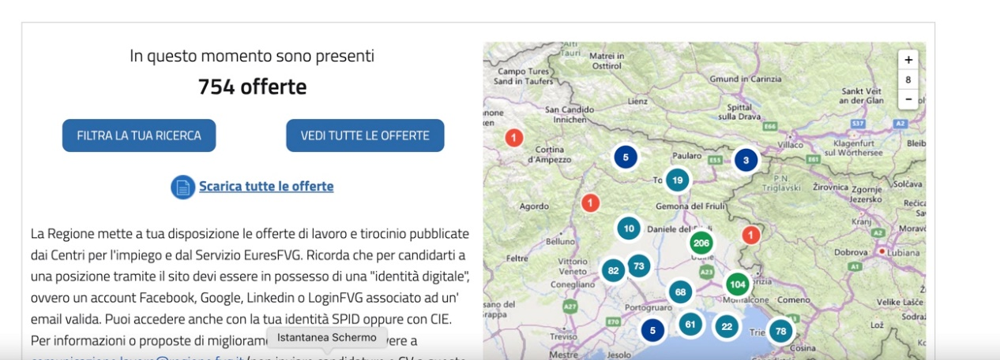 In questo momento sono presenti
754 offerte
FILTRA LA TUA RICERCA
VEDI TUTTE LE OFFERTE
Scarica tutte le offerte
La Regione mette a tua disposizione le offerte di lavoro e tirocinio pubblicate
dai Centri per l'impiego e dal Servizio EuresFVG. Ricorda che per candidarti a
una posizione tramite il sito devi essere in possesso di una "identità digitale",
ovvero un account Facebook, Google, Linkedin o LoginFVG associato ad un'
email valida. Puoi accedere anche con la tua identità SPID oppure con CIE.
Per informazioni o proposte di migliorame
vere a
Istantanea Schermo
+
8
−
Tauri
Matrei in
Osttirol
Campo Tures
Sand in Taufers
Gmund in Carinzia
Sankt Veit
an der Glan
Lienz
San Candido
Innichen
Spittal
sulla Drava
E66
S37
A2
Villaco
Klagenfurt
sul Wörthersee
Bleib
1
Cortina
d'Ampezzo
5
Paularo
E55
3
E61
19
P.N.
Triglavski
Žirovnica
Zgornje
Jezersko
Solčava
1
Agordo
Gemona del Friuli
Kranj
A2
10
Daniele del
206
1
Belluno
Dobrova
Lubiana
Feltre
Vittorio
Veneto
82
73
A23
A1
Conegliano
68
104
Monfalcone
Comeno
Velike Lašče
A27
Portogruaro
E70
5
61
22
78
Lož
Treviso
Cosina
Mestre
Jesolo